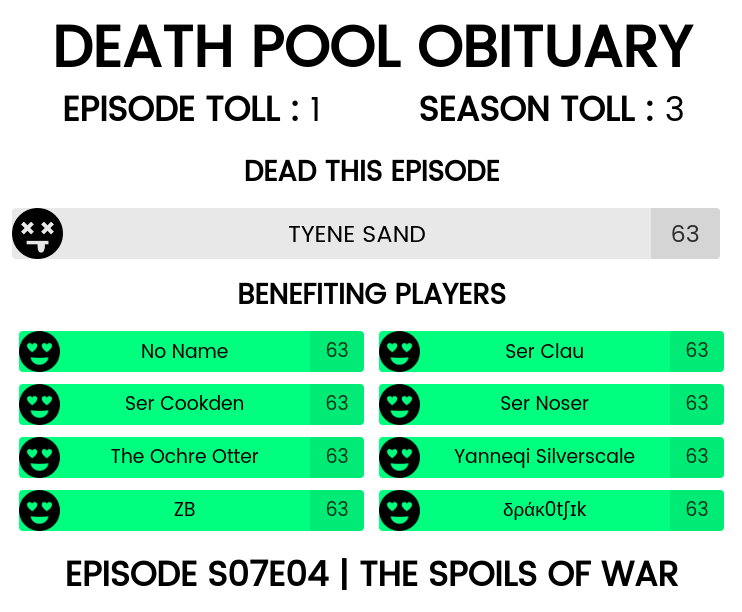 DEATH POOL OBITUARY
EPISODE TOLL : 1 SEASON TOLL : 3
DEAD THIS EPISODE
TYENE SAND 63
BENEFITING PLAYERS
No Name 63 Ser Clau 63
Ser Cookden 63 Ser Noser 63
The Ochre Otter 63 Yanneqi Silverscale 63
ZB 63 δράκ0tʃɪk 63
EPISODE S07E04 | THE SPOILS OF WAR